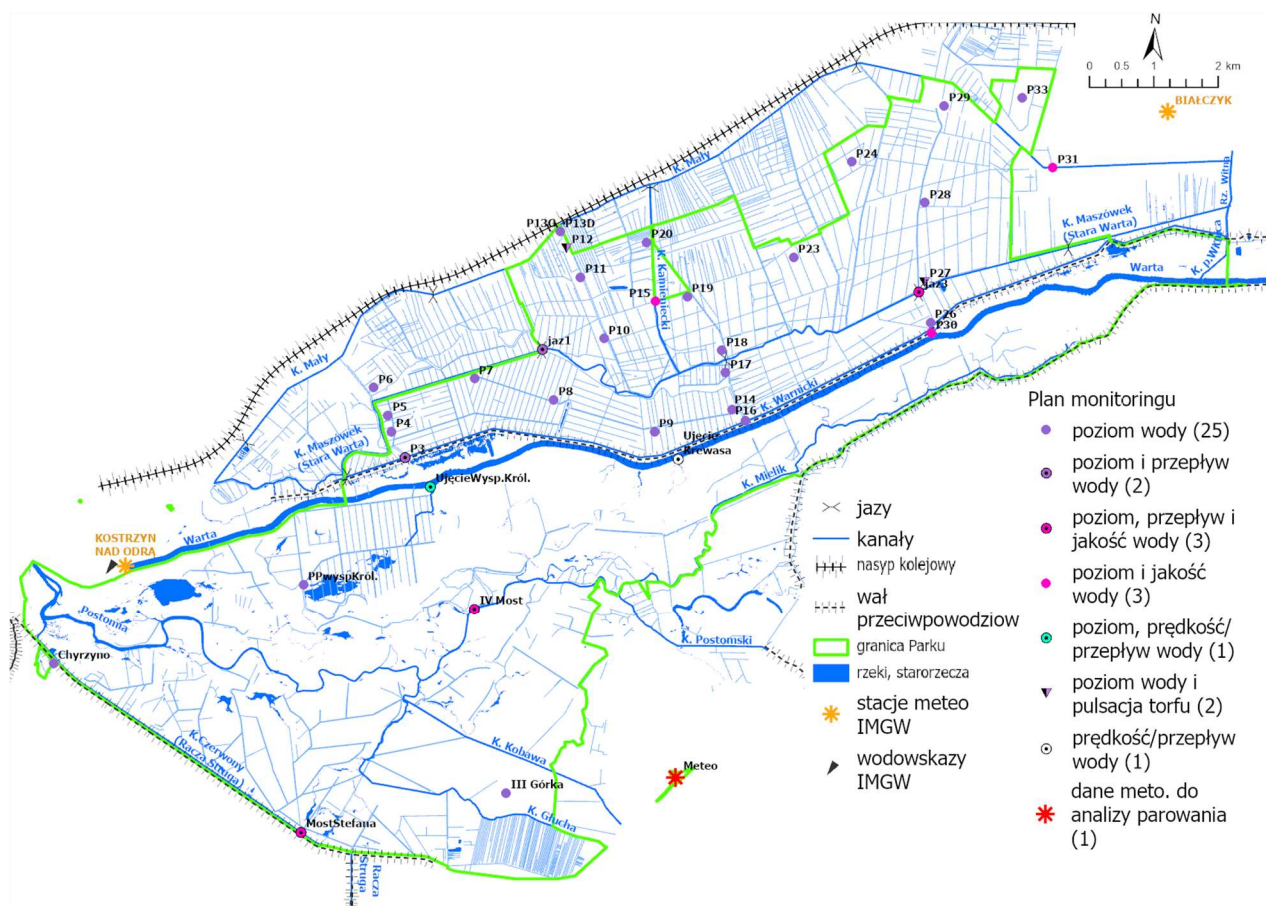 N
0 0.5 1 2 km
BIAŁCZYK
P29
P33
P24
P31
P28
K. Mały
Rz. Witna
K. Maszówek
(Stara Warta)
P13D
P12
P20
P23
P11
K. Kamieniecki
P15
P19
P27
Jaz3
Warta
P26
P30
P10
jaz1
P18
P17
K. Mały
P6
P7
P8
P5
P4
P14
P16
K. Warnicki
P9
Ujęcie
Krewasa
K. Maszówek
(Stara Warta)
P3
UjęcieWysp.Król.
K. Mielik
KOSTRZYN
NAD ODRĄ
Warta
PPwyspKról.
IV Most
Postomia
Chyrzyno
K. Postomski
K.Czerwony
(Racza Struga)
K. Kobawa
Meteo
III Górka
K. Głucha
MostStefana
Racza
Struga
jazy
kanały
nasyp kolejowy
wał
przeciwpowodziow
granica Parku
rzeki, starorzecza
stacje meteo
IMGW
wodowskazy
IMGW
Plan monitoringu
poziom wody (25)
poziom i przepływ
wody (2)
poziom, przepływ i
jakość wody (3)
poziom i jakość
wody (3)
poziom, prędkość/
przepływ wody (1)
poziom wody i
pulsacja torfu (2)
prędkość/przepływ
wody (1)
dane meto. do
analizy parowania
(1)